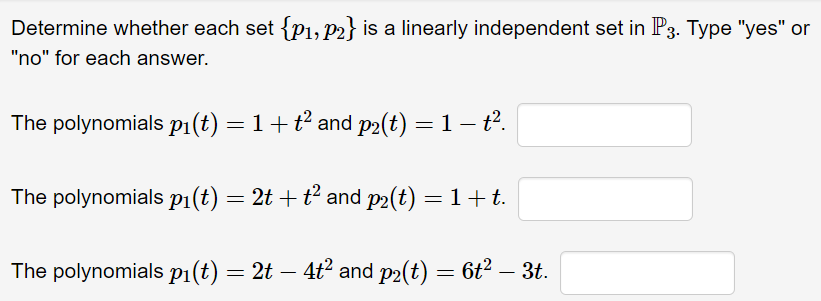 Determine whether each set {p₁, p₂} is a linearly independent set in ℙ₃. Type "yes" or
"no" for each answer.
The polynomials p₁(t) = 1 + t² and p₂(t) = 1 − t².
The polynomials p₁(t) = 2t + t² and p₂(t) = 1 + t.
The polynomials p₁(t) = 2t − 4t² and p₂(t) = 6t² − 3t.